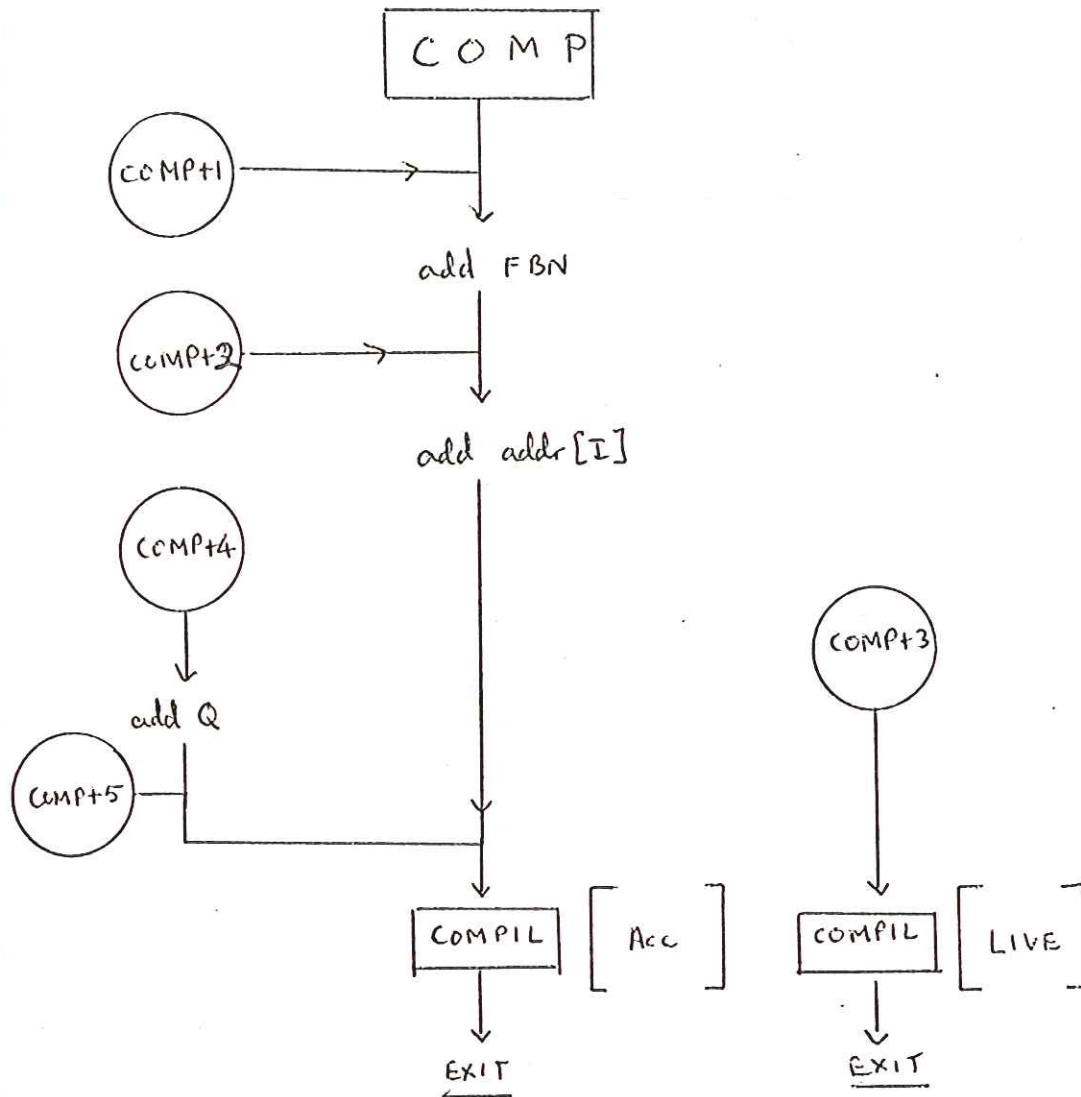 COMP
COMP+1
add FBN
COMP+2
add addr[I]
COMP+4
COMP+3
add Q
COMP+5
COMPIL [Acc] COMPIL [LIVE]
EXIT EXIT